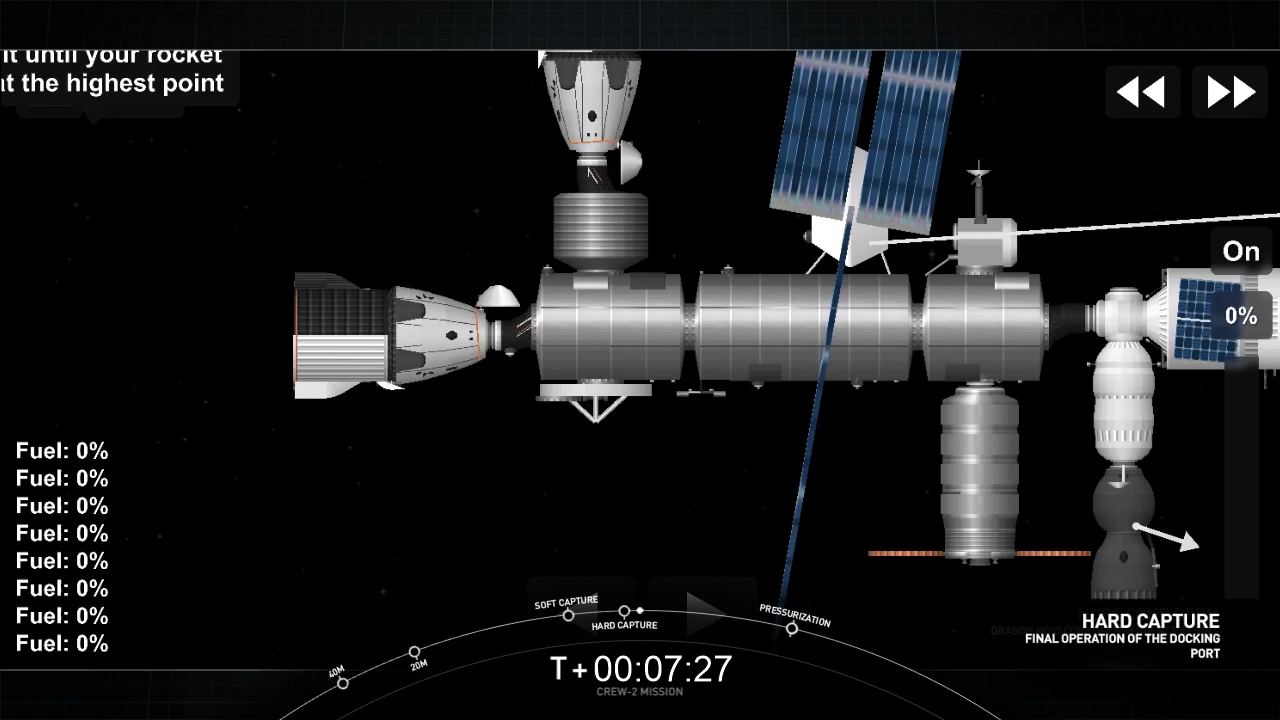 it until your rocket
at the highest point
On
0%
Fuel: 0%
Fuel: 0%
Fuel: 0%
Fuel: 0%
Fuel: 0%
Fuel: 0%
Fuel: 0%
Fuel: 0%
SOFT CAPTURE
HARD CAPTURE
PRESSURIZATION
40M
20M
HARD CAPTURE
FINAL OPERATION OF THE DOCKING
PORT
T+00:07:27
CREW-2 MISSION